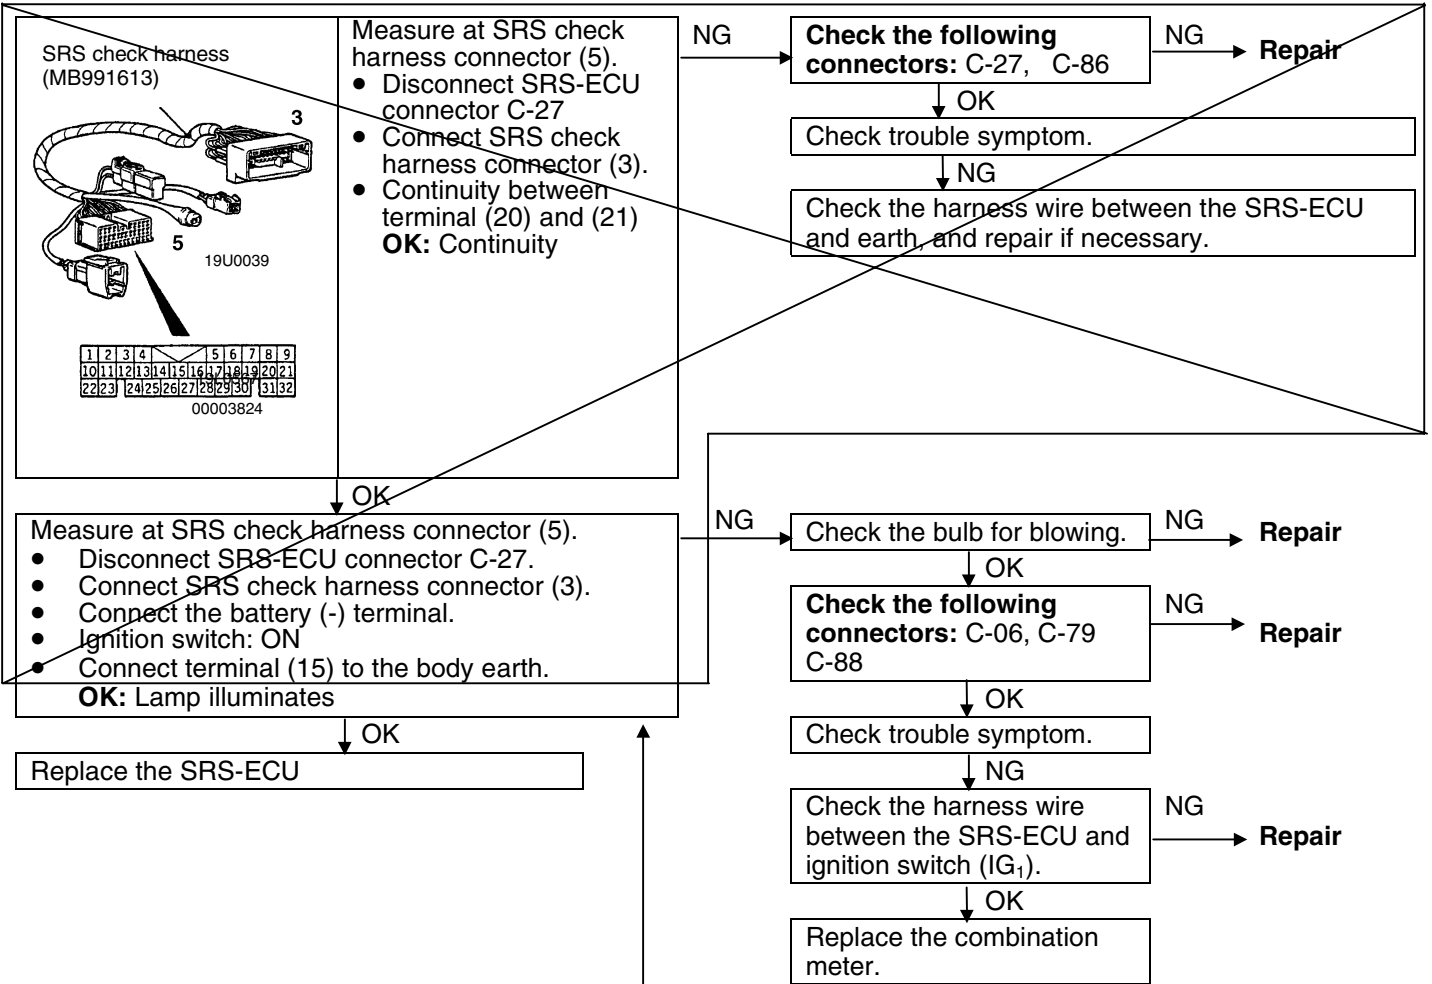 SRS check harness
(MB991613)
3
5
19U0039
1 2 3 4 5 6 7 8 9
10 11 12 13 14 15 16 17 18 19 20 21
22 23 24 25 26 27 28 29 30 31 32
00003824
Measure at SRS check
harness connector (5).
• Disconnect SRS-ECU
connector C-27
• Connect SRS check
harness connector (3).
• Continuity between
terminal (20) and (21)
OK: Continuity
NG
Check the following
connectors: C-27, C-86
NG
Repair
OK
Check trouble symptom.
NG
Check the harness wire between the SRS-ECU
and earth, and repair if necessary.
OK
Measure at SRS check harness connector (5).
• Disconnect SRS-ECU connector C-27.
• Connect SRS check harness connector (3).
• Connect the battery (-) terminal.
• Ignition switch: ON
• Connect terminal (15) to the body earth.
OK: Lamp illuminates
NG
Check the bulb for blowing.
NG
Repair
OK
Check the following
connectors: C-06, C-79
C-88
NG
Repair
OK
Check trouble symptom.
NG
Check the harness wire
between the SRS-ECU and
ignition switch (IG₁).
NG
Repair
OK
Replace the combination
meter.
OK
Replace the SRS-ECU